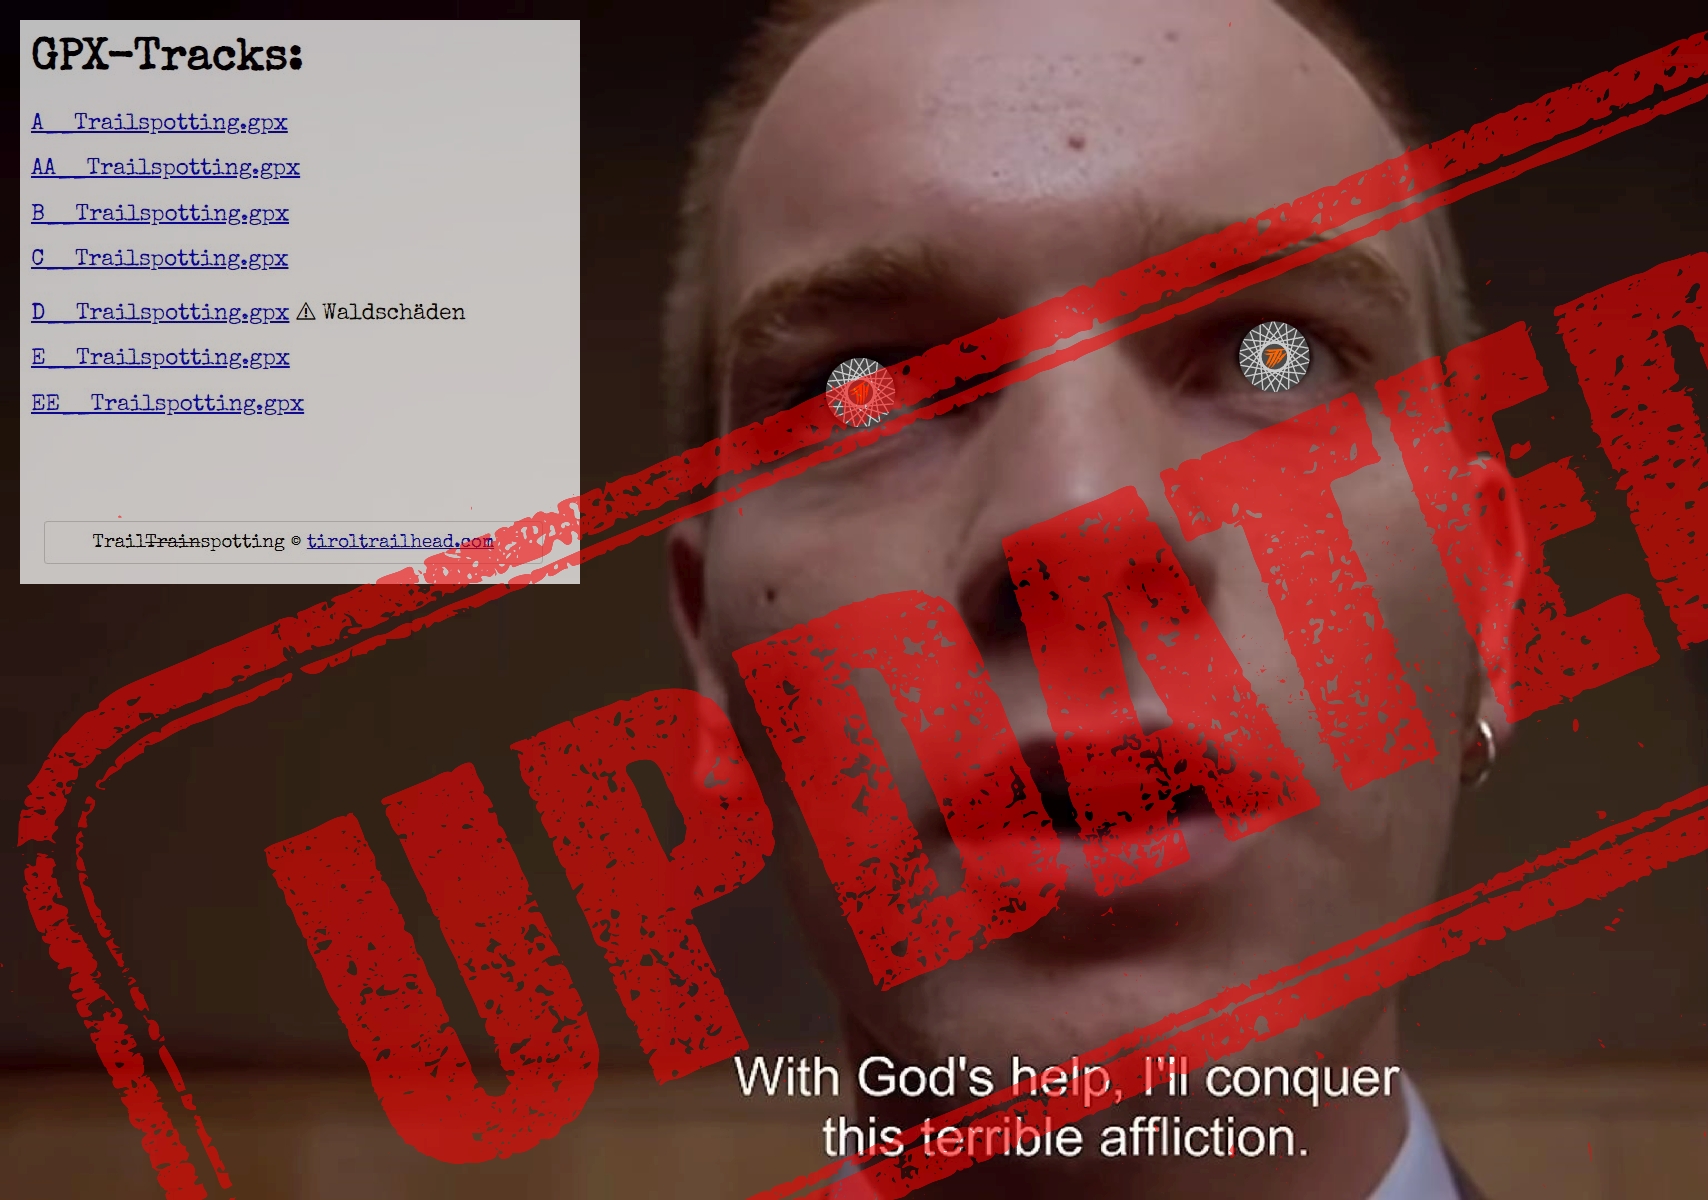 GPX-Tracks:
A__Trailspotting.gpx
AA__Trailspotting.gpx
B__Trailspotting.gpx
C__Trailspotting.gpx
D__Trailspotting.gpx ⚠ Waldschäden
E__Trailspotting.gpx
EE__Trailspotting.gpx
TrailTrainspotting © tiroltrailhead.com
UPDATED
With God's help, I'll conquer
this terrible affliction.